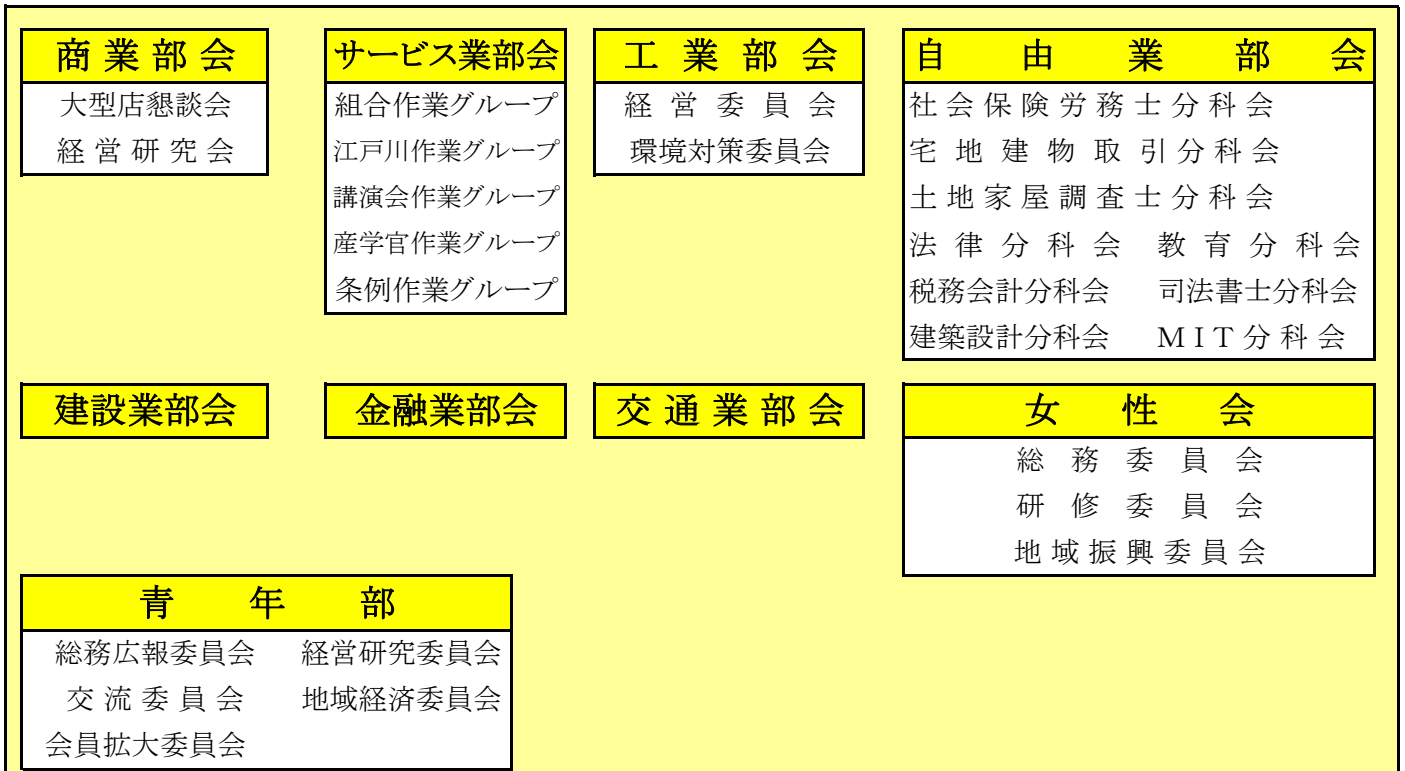 商業部会
大型店懇談会
経営研究会
サービス業部会
組合作業グループ
江戸川作業グループ
講演会作業グループ
産学官作業グループ
条例作業グループ
工業部会
経営委員会
環境対策委員会
自由業部会
社会保険労務士分科会
宅地建物取引分科会
土地家屋調査士分科会
法律分科会 教育分科会
税務会計分科会 司法書士分科会
建築設計分科会 MIT分科会
建設業部会
金融業部会
交通業部会
女性会
総務委員会
研修委員会
地域振興委員会
青年部
総務広報委員会 経営研究委員会
交流委員会 地域経済委員会
会員拡大委員会